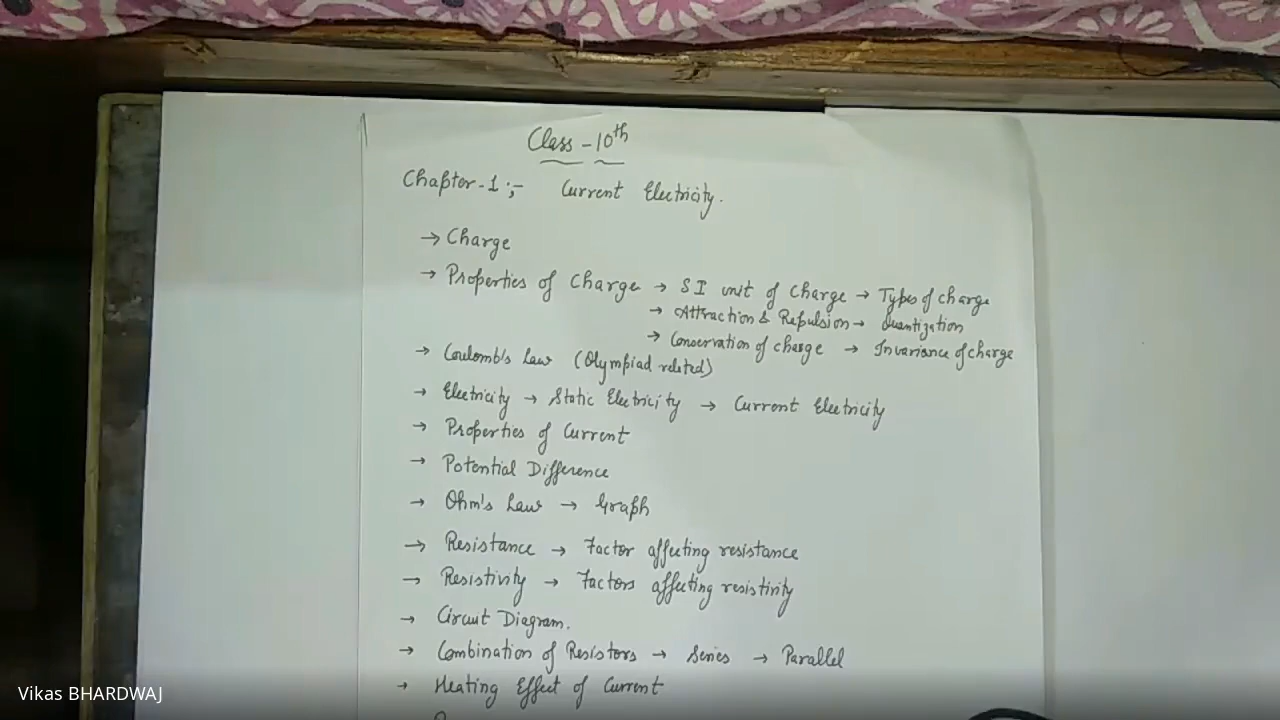 Class - 10th
Chapter-1 :- Current Electricity.
→ Charge
→ Properties of Charge → SI unit of charge → Types of charge
→ Attraction & Repulsion → Quantization
→ Conservation of charge → Invariance of charge
→ Coulomb's Law (Olympiad related)
→ Electricity → Static Electricity → Current Electricity
→ Properties of Current
→ Potential Difference
→ Ohm's Law → Graph
→ Resistance → Factor affecting resistance
→ Resistivity → Factors affecting resistivity
→ Circuit Diagram.
→ Combination of Resistors → Series → Parallel
→ Heating Effect of Current
Vikas BHARDWAJ